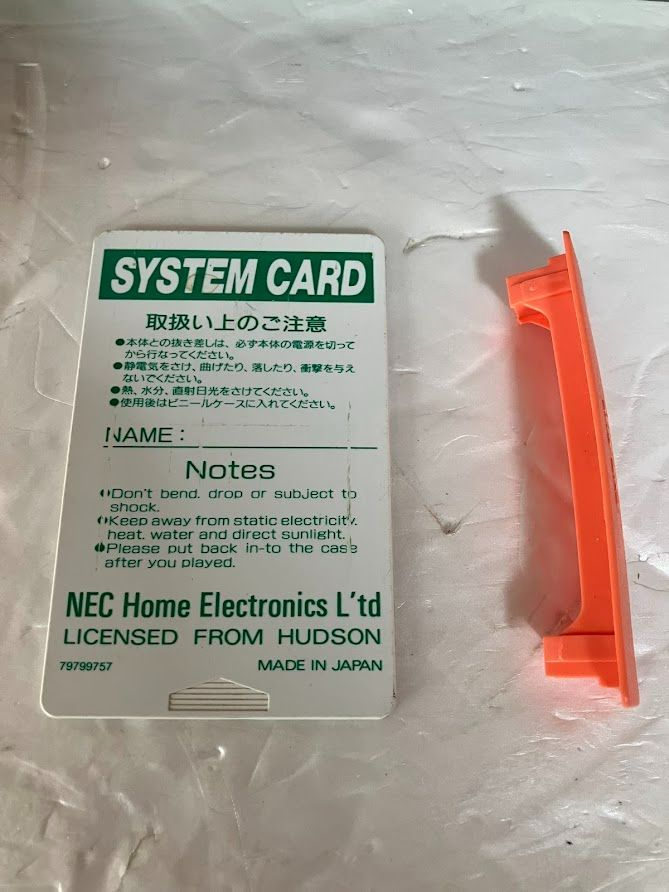 SYSTEM CARD
取扱い上のご注意
●本体との抜き差しは、必ず本体の電源を切って
から行なってください。
●静電気をさけ、曲げたり、落したり、衝撃を与え
ないでください。
●熱、水分、直射日光をさけてください。
●使用後はビニールケースに入れてください。
NAME:
Notes
●Don't bend, drop or subject to
shock.
●Keep away from static electricity,
heat, water and direct sunlight.
●Please put back in-to the case
after you played.
NEC Home Electronics L'td
LICENSED FROM HUDSON
79799757 MADE IN JAPAN